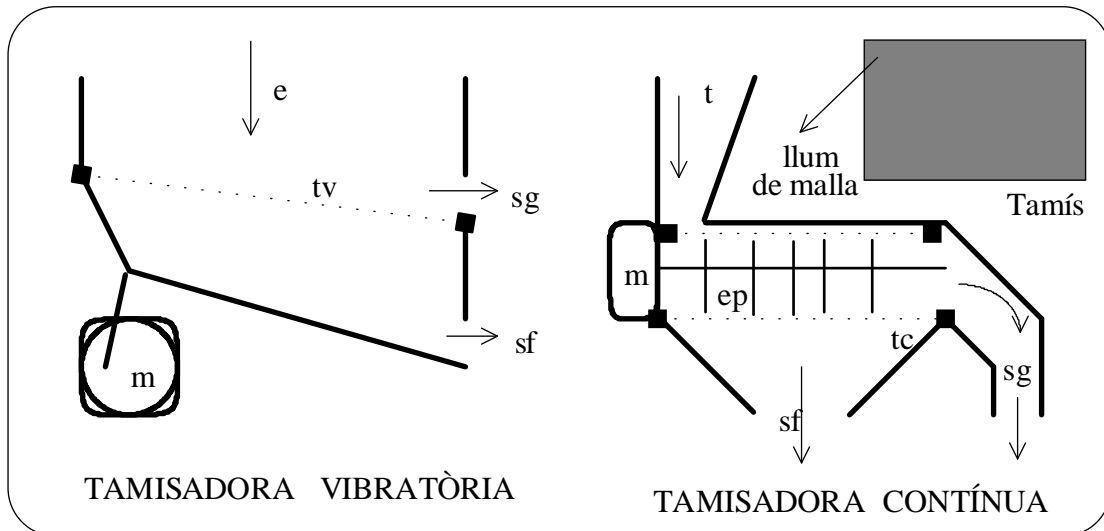 e
tv
sg
sf
m
TAMISADORA VIBRATÒRIA
t
llum
de malla
Tamís
m
ep
tc
sg
sf
TAMISADORA CONTÍNUA